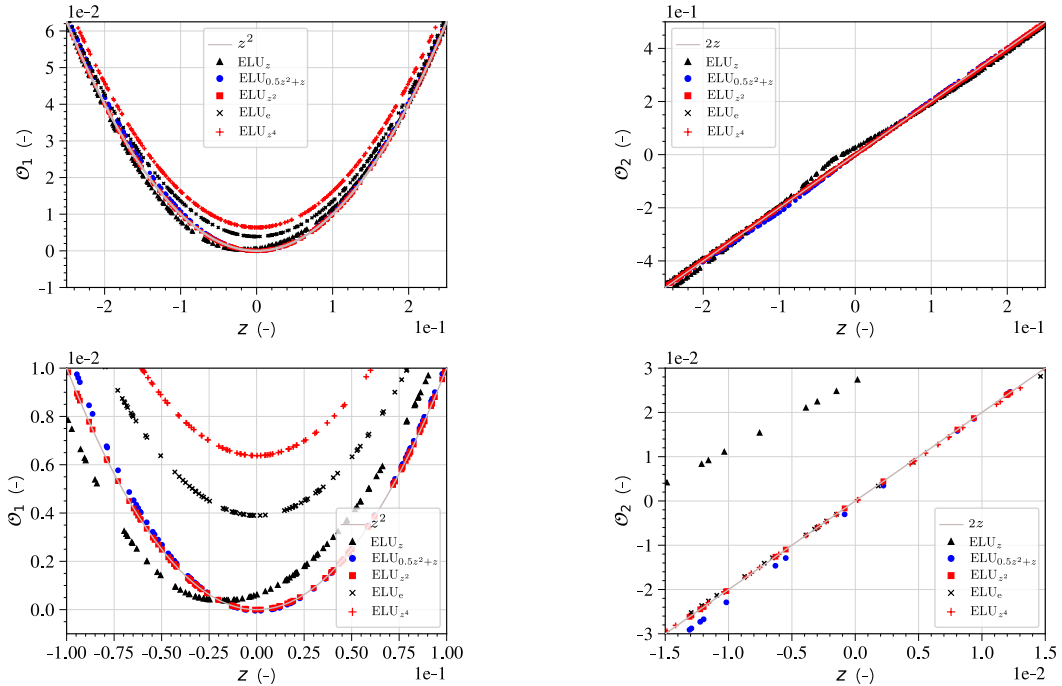 6 1e-2
5
4
3
2
1
0
-1
𝒪₁ (-)
z²
ELU_z
ELU_{0.5z²+z}
ELU_{z²}
ELU_e
ELU_{z⁴}
-2 -1 0 1 2
z (-)
1e-1
1e-1
4
2
0
-2
-4
𝒪₂ (-)
2z
ELU_z
ELU_{0.5z²+z}
ELU_{z²}
ELU_e
ELU_{z⁴}
-2 -1 0 1 2
z (-)
1e-1
1e-2
1.0
0.8
0.6
0.4
0.2
0.0
𝒪₁ (-)
z²
ELU_z
ELU_{0.5z²+z}
ELU_{z²}
ELU_e
ELU_{z⁴}
-1.00 -0.75 -0.50 -0.25 0.00 0.25 0.50 0.75 1.00
z (-)
1e-1
1e-2
3
2
1
0
-1
-2
-3
𝒪₂ (-)
2z
ELU_z
ELU_{0.5z²+z}
ELU_{z²}
ELU_e
ELU_{z⁴}
-1.5 -1.0 -0.5 0.0 0.5 1.0 1.5
z (-)
1e-2